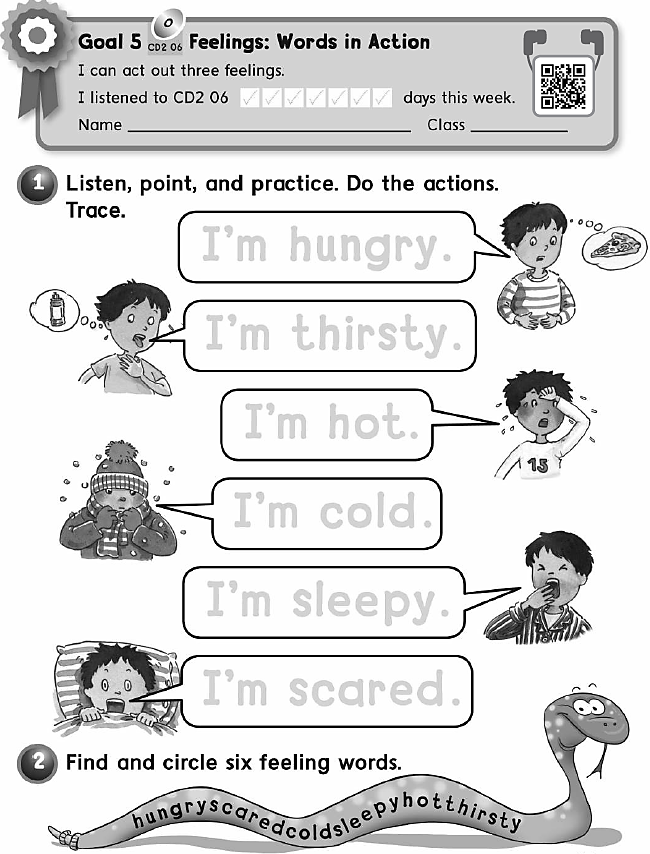 Goal 5 CD2 06 Feelings: Words in Action
I can act out three feelings.
I listened to CD2 06 days this week.
Name Class
1 Listen, point, and practice. Do the actions.
Trace.
I'm hungry.
I'm thirsty.
I'm hot.
15
I'm cold.
I'm sleepy.
I'm scared.
2 Find and circle six feeling words.
hungryscaredcoldsleepyhotthirsty